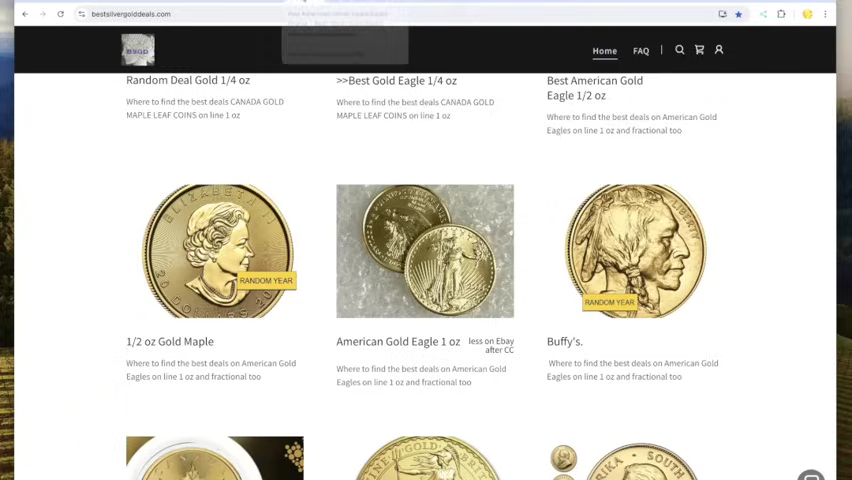 bestsilvergolddeals.com
BSGD
Home
FAQ
Random Deal Gold 1/4 oz
Where to find the best deals CANADA GOLD
MAPLE LEAF COINS on line 1 oz
>>Best Gold Eagle 1/4 oz
Where to find the best deals CANADA GOLD
MAPLE LEAF COINS on line 1 oz
Best American Gold
Eagle 1/2 oz
Where to find the best deals on American Gold
Eagles on line 1 oz and fractional too
ELIZABETH II
20 DOLLARS
RANDOM YEAR
LIBERTY
RANDOM YEAR
1/2 oz Gold Maple
Where to find the best deals on American Gold
Eagles on line 1 oz and fractional too
American Gold Eagle 1 oz
less on Ebay
after CC
Where to find the best deals on American Gold
Eagles on line 1 oz and fractional too
Buffy's.
Where to find the best deals on American Gold
Eagles on line 1 oz and fractional too